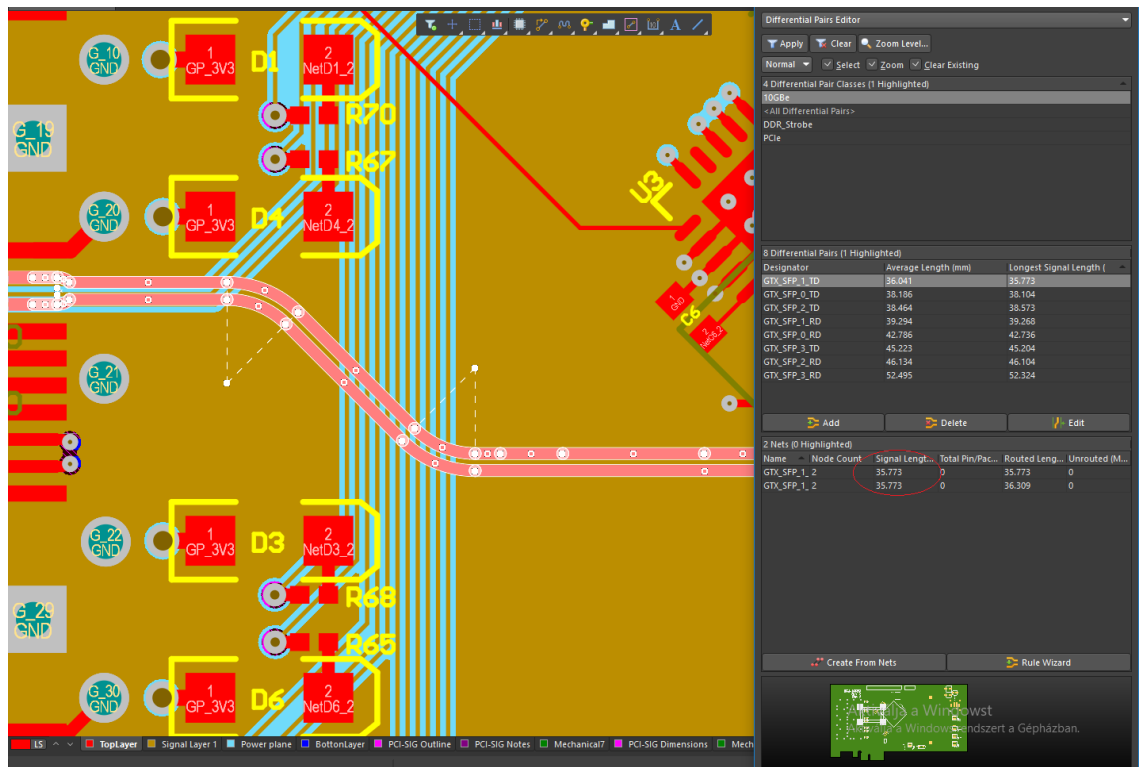 Differential Pairs Editor
Apply Clear Zoom Level...
Normal Select Zoom Clear Existing
4 Differential Pair Classes (1 Highlighted)
10GBe
<All Differential Pairs>
DDR_Strobe
PCIe
8 Differential Pairs (1 Highlighted)
Designator Average Length (mm) Longest Signal Length (
GTX_SFP_1_TD 36.041 35.773
GTX_SFP_0_TD 38.186 38.104
GTX_SFP_2_TD 38.464 38.573
GTX_SFP_1_RD 39.294 39.268
GTX_SFP_0_RD 42.786 42.736
GTX_SFP_3_TD 45.223 45.204
GTX_SFP_2_RD 46.134 46.104
GTX_SFP_3_RD 52.495 52.324
Add Delete Edit
2 Nets (0 Highlighted)
Name Node Count Signal Lengt... Total Pin/Pac... Routed Leng... Unrouted (M...
GTX_SFP_1_ 2 35.773 0 35.773 0
GTX_SFP_1_ 2 35.773 0 36.309 0
Create From Nets Rule Wizard
G_10
GND
1
GP_3V3
D1
2
NetD1_2
R70
G_19
GND
R67
G_20
GND
1
GP_3V3
D4
2
NetD4_2
U3
1
GND
C6
2
NetD5_2
G_21
GND
G_22
GND
1
GP_3V3
D3
2
NetD3_2
R68
G_29
GND
R65
G_30
GND
1
GP_3V3
D6
2
NetD6_2
LS TopLayer Signal Layer 1 Power plane BottomLayer PCI-SIG Outline PCI-SIG Notes Mechanical7 PCI-SIG Dimensions Mech